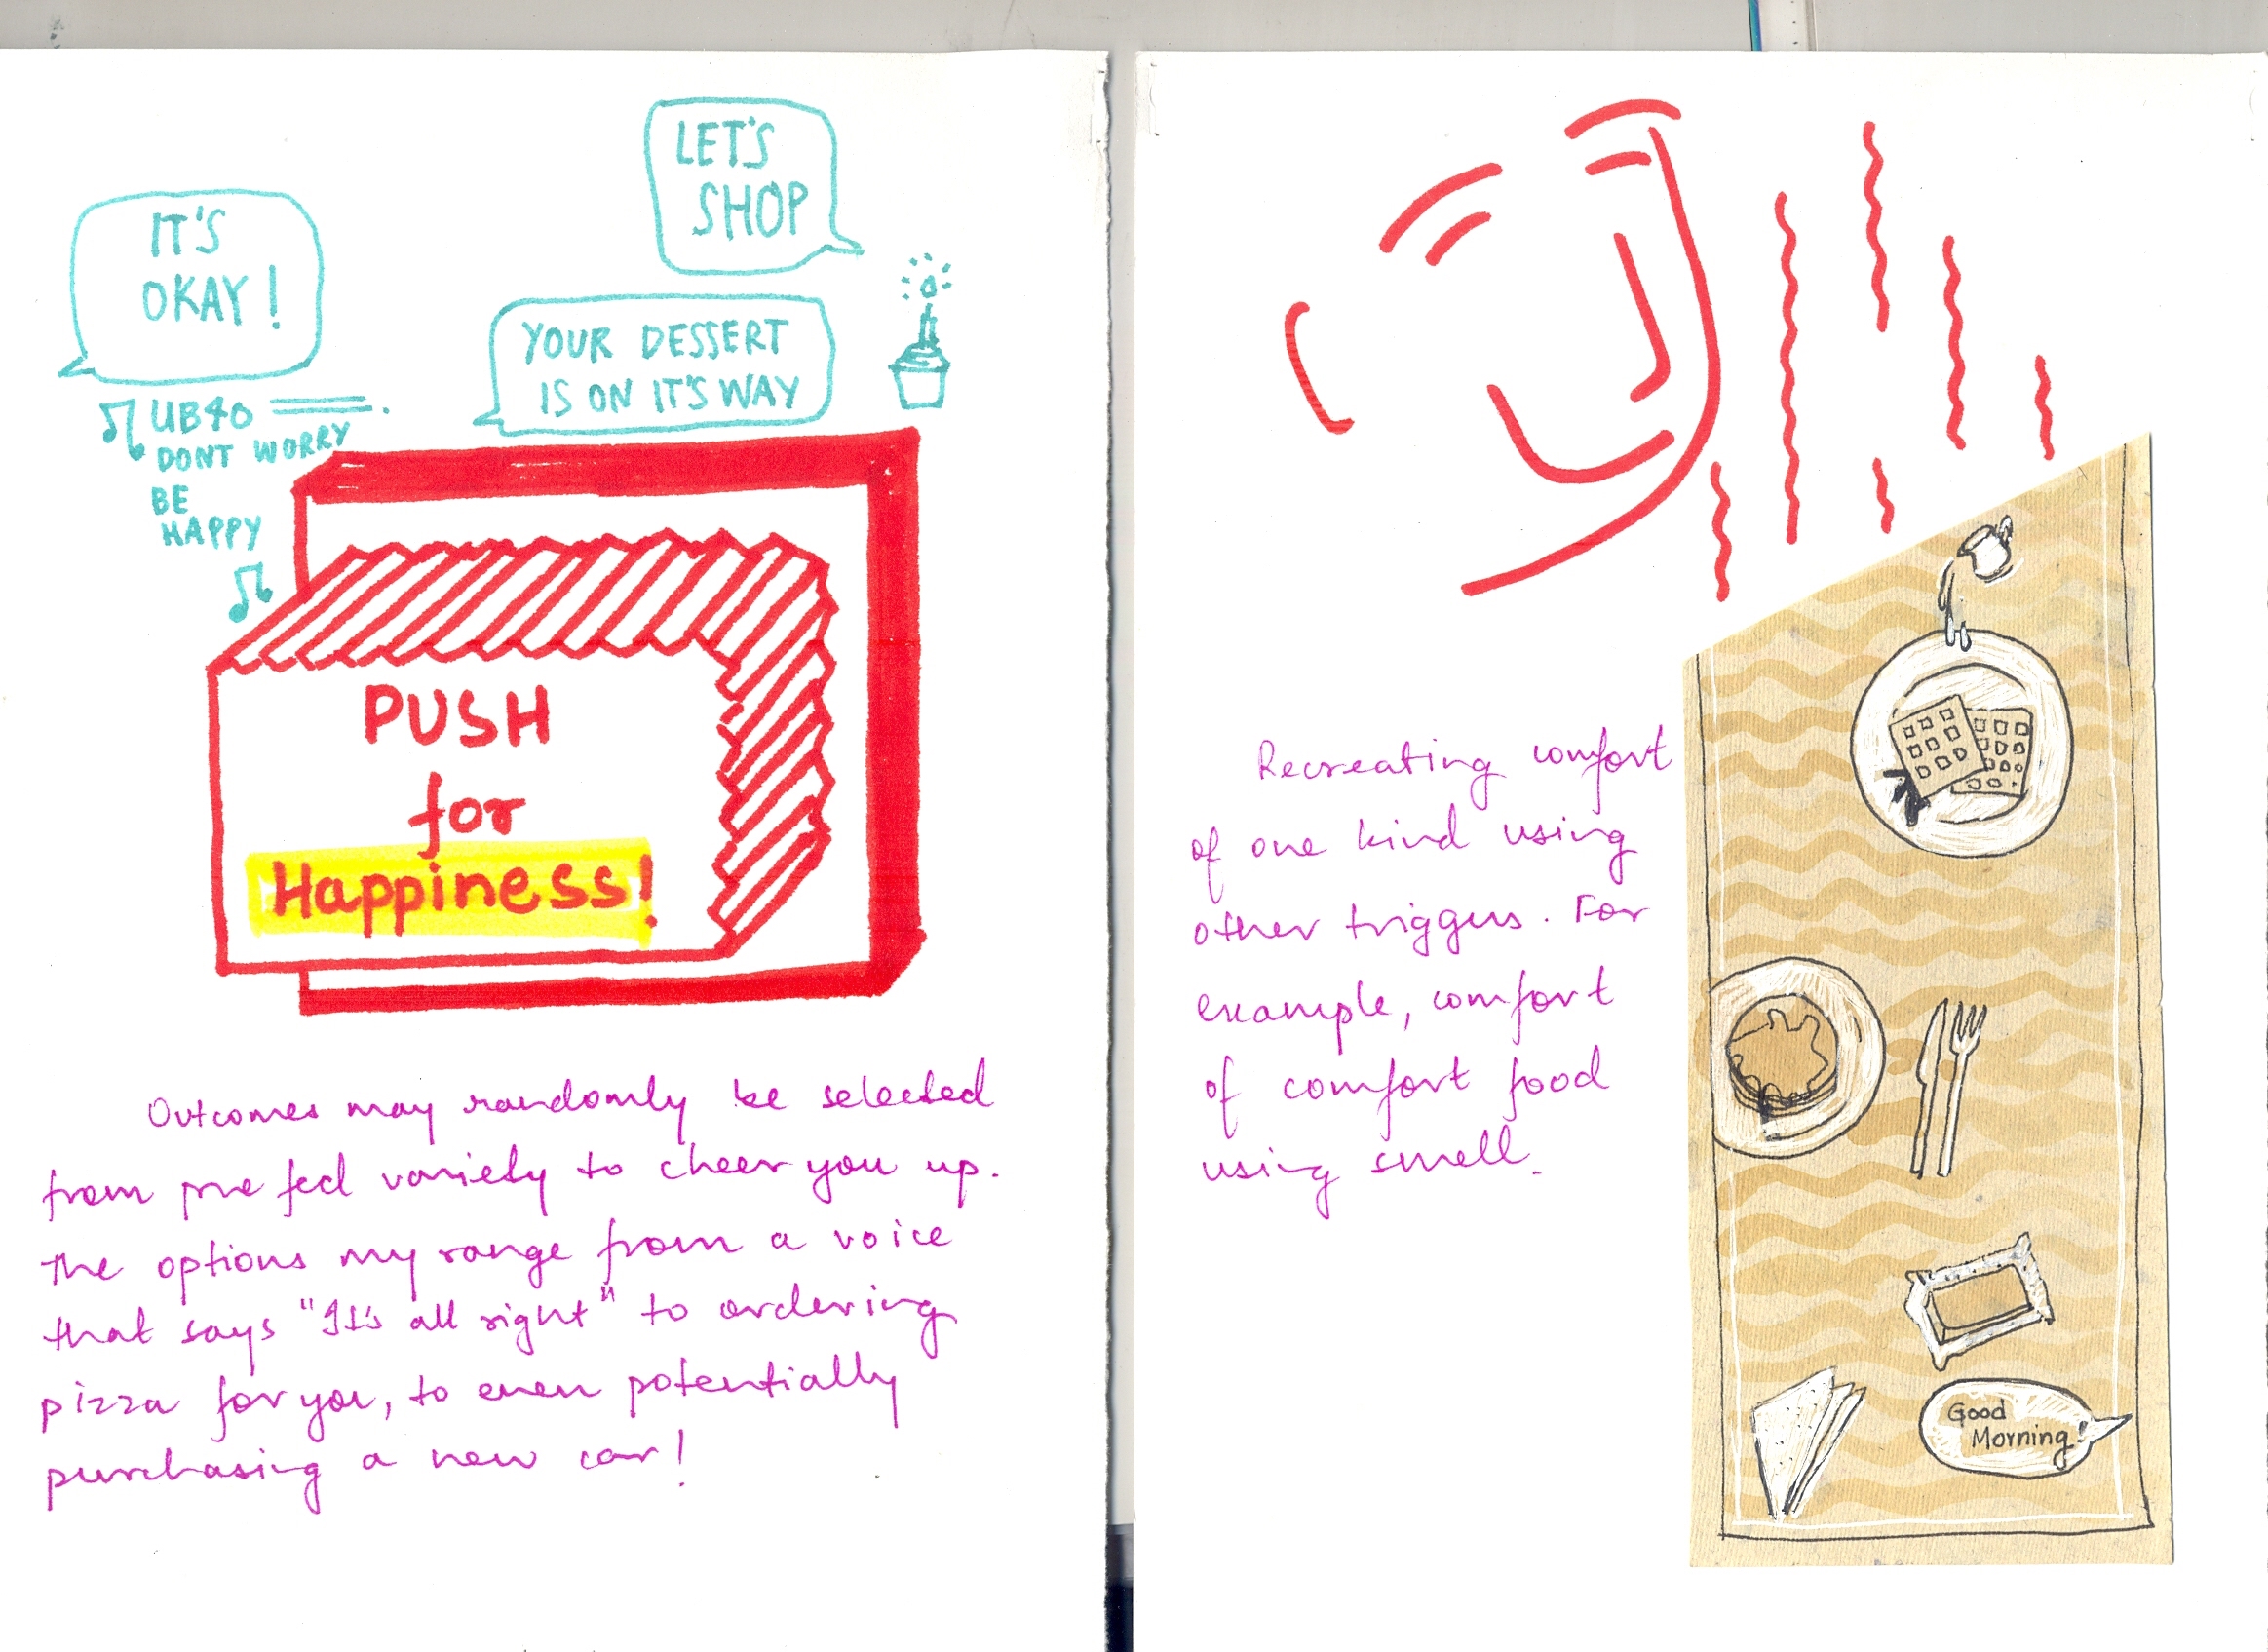 LET'S
SHOP
IT'S
OKAY!
YOUR DESSERT
IS ON IT'S WAY
UB40
DONT WORRY
BE
HAPPY
PUSH
for
Happiness!
Outcomes may randomly be selected
from pre fed variety to cheer you up.
The options my range from a voice
that says "It's all right" to ordering
pizza for you, to even potentially
purchasing a new car!
Recreating comfort
of one kind using
other triggers. For
example, comfort
of comfort food
using smell.
Good
Morning!